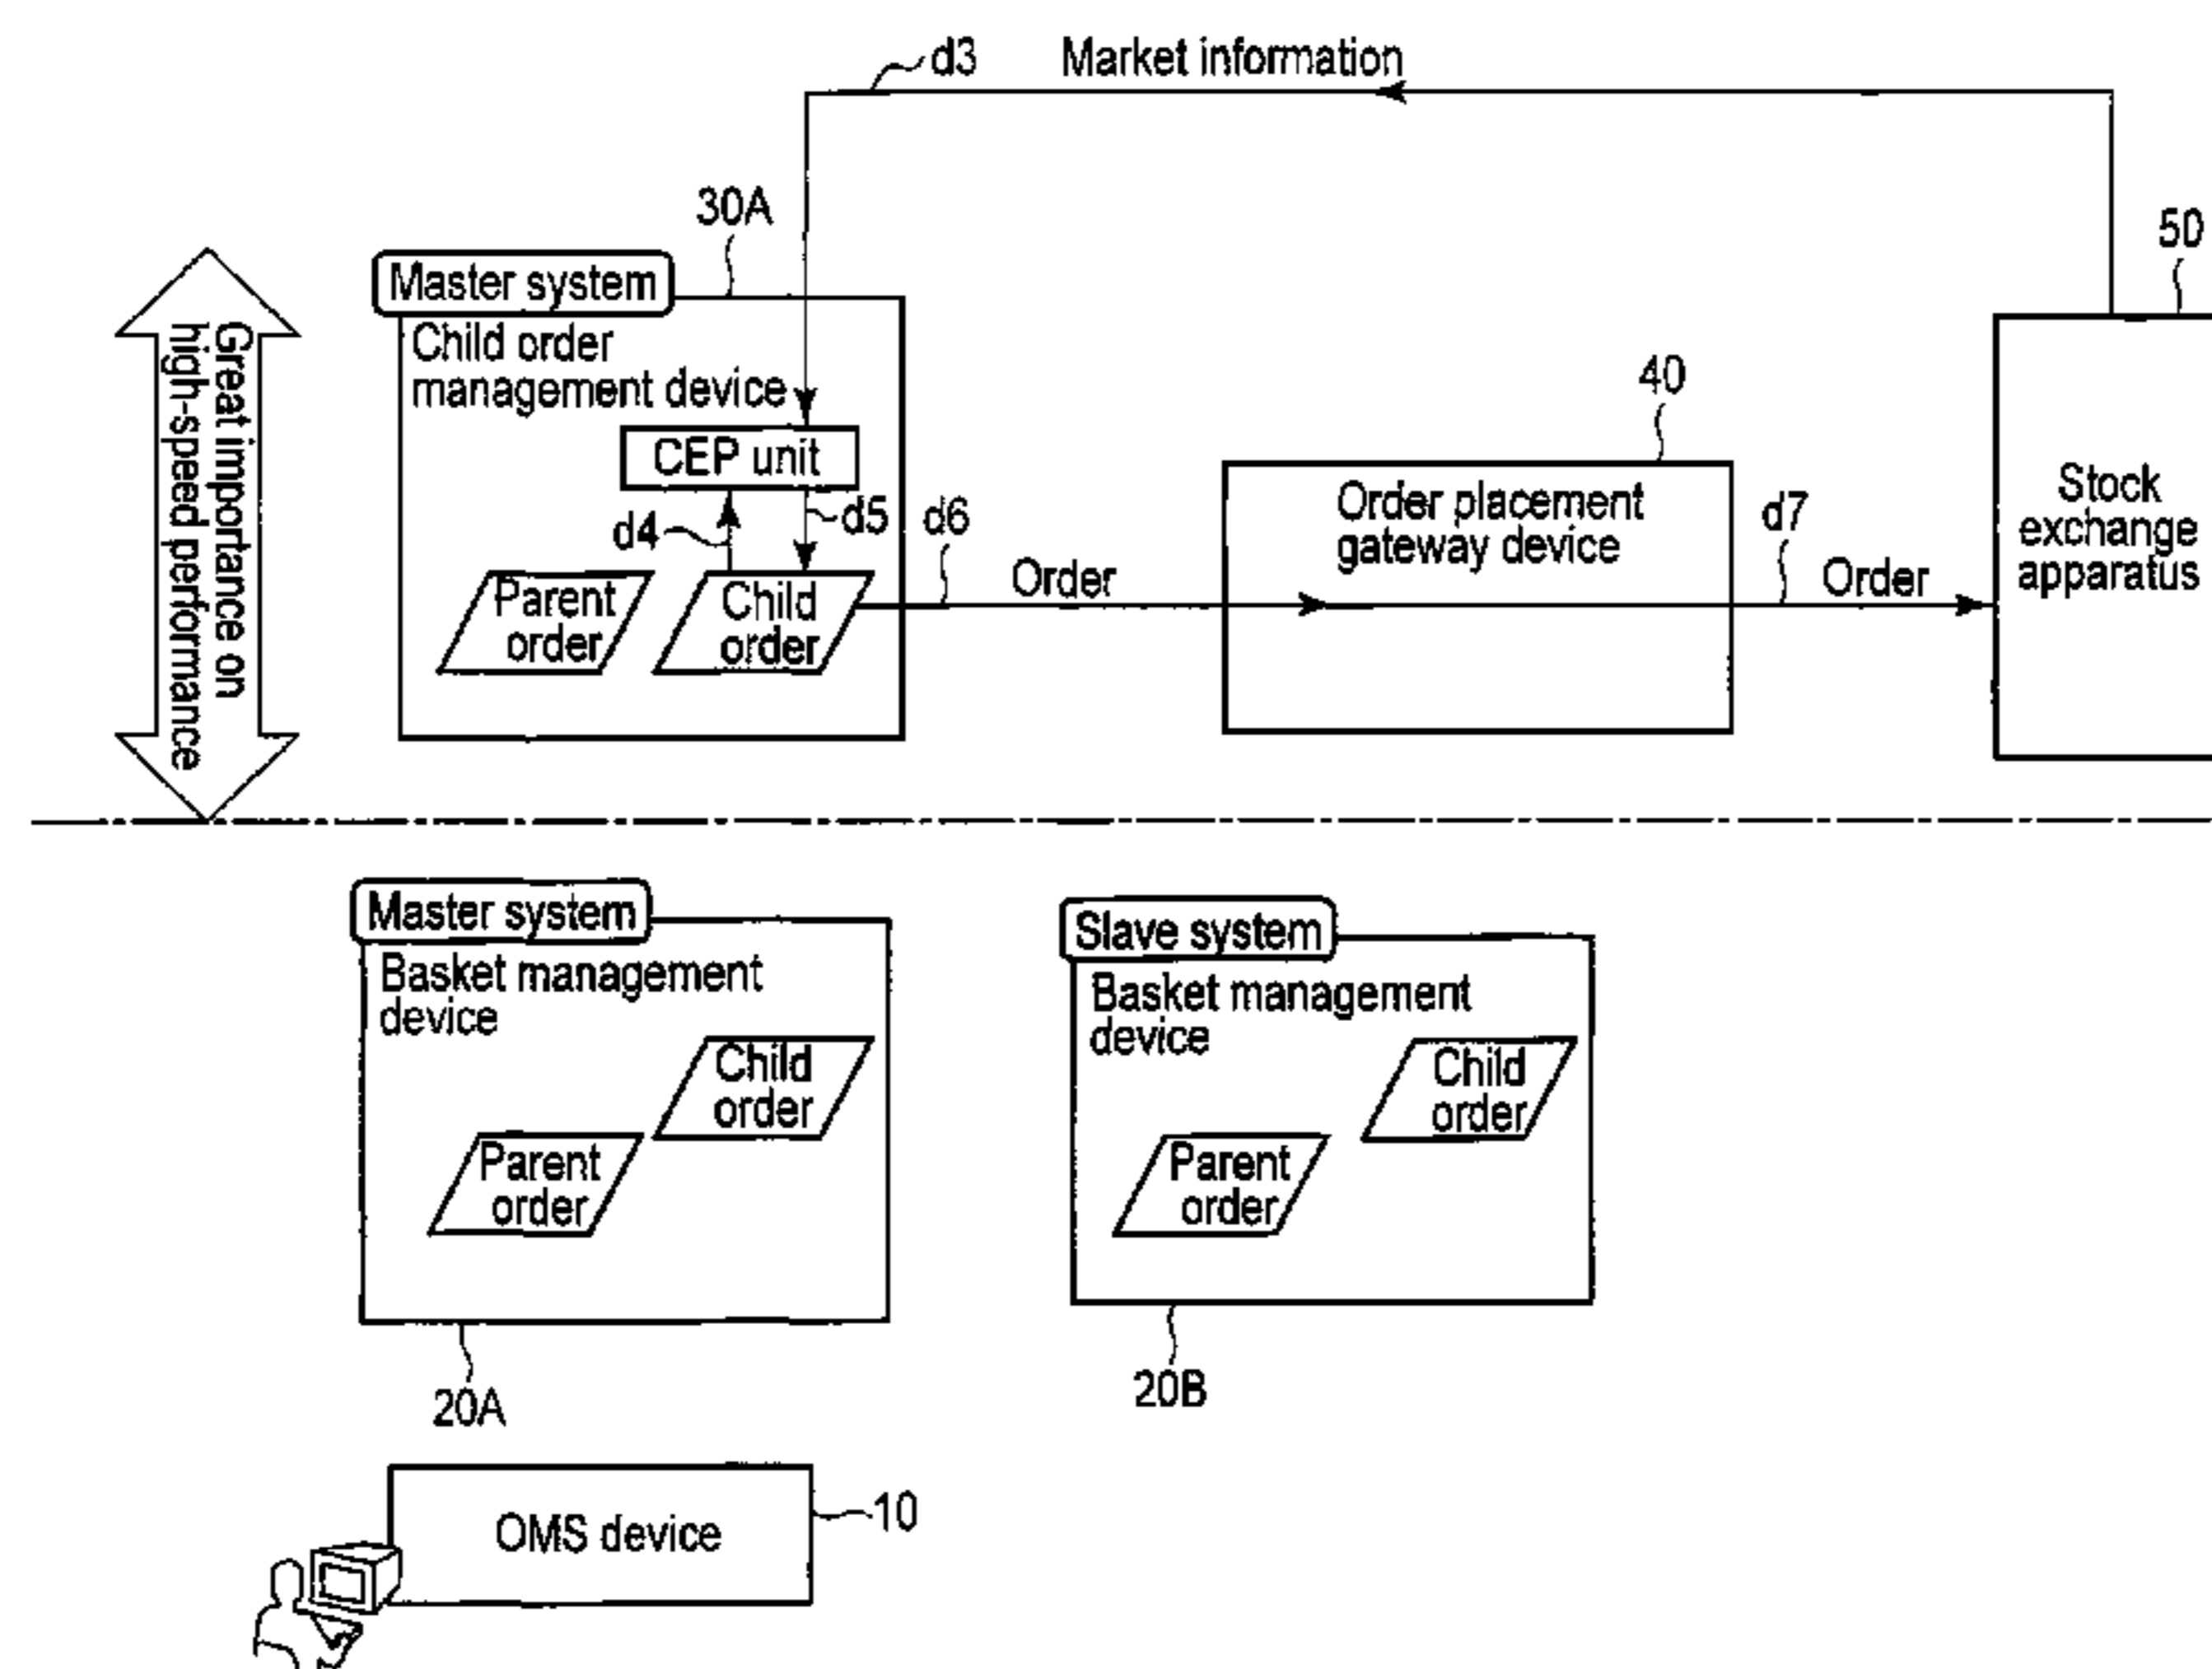 d3
Market information
30A
50
Master system
Child order
management device
40
CEP unit
Great importance on
high-speed performance
d4
d5
d6
Order
Order placement
gateway device
d7
Order
Stock
exchange
apparatus
Parent
order
Child
order
Master system
Basket management
device
Child
order
Parent
order
20A
Slave system
Basket management
device
Child
order
Parent
order
20B
OMS device
10